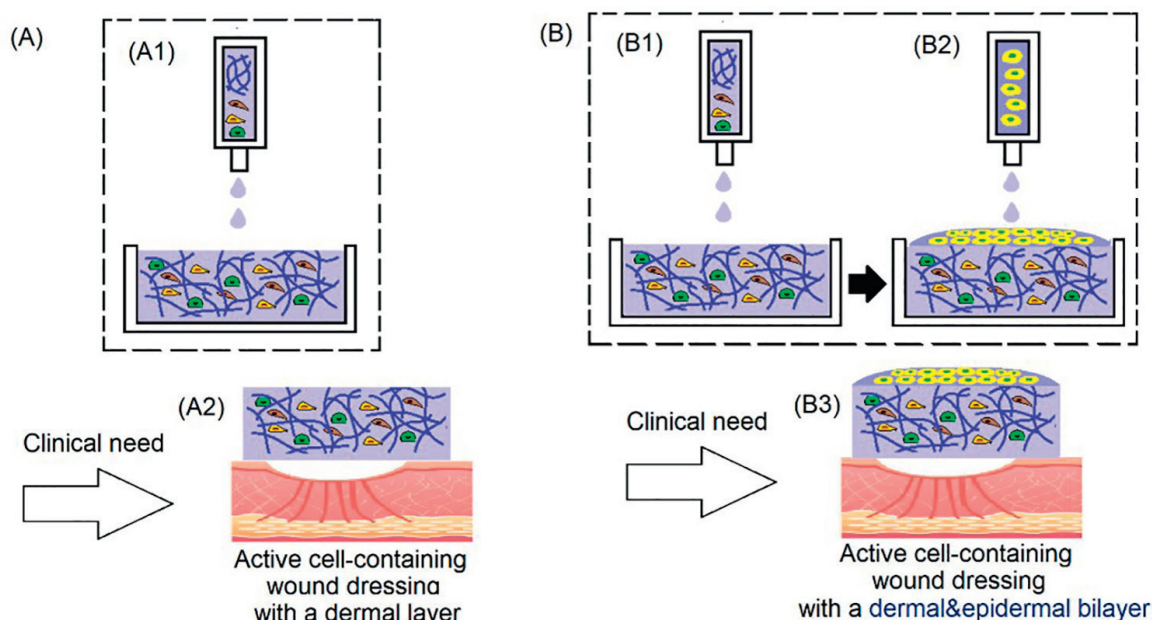 (A)
(A1)
(B)
(B1)
(B2)
(A2)
Clinical need
Active cell-containing
wound dressing
with a dermal layer
(B3)
Clinical need
Active cell-containing
wound dressing
with a dermal&epidermal bilayer